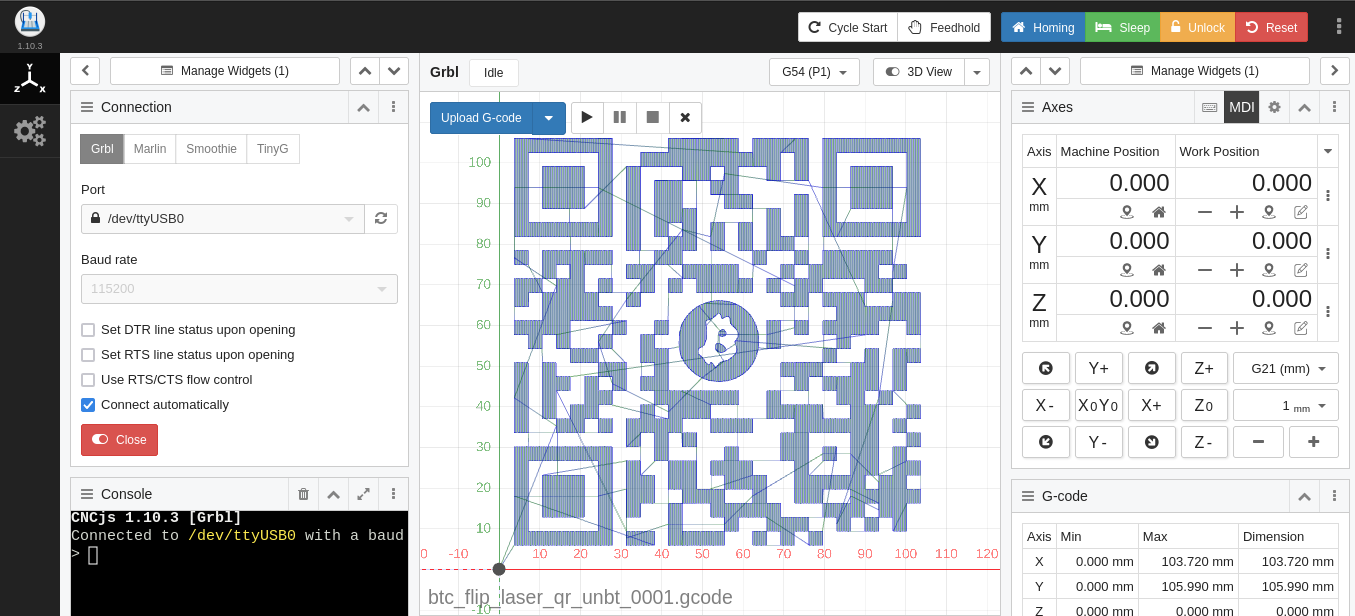 1.10.3
Cycle Start Feedhold Homing Sleep Unlock Reset
Y
Z X
Manage Widgets (1)
Connection
Grbl Marlin Smoothie TinyG
Port
/dev/ttyUSB0
Baud rate
115200
Set DTR line status upon opening
Set RTS line status upon opening
Use RTS/CTS flow control
Connect automatically
Close
Console
CNCjs 1.10.3 [Grbl]
Connected to /dev/ttyUSB0 with a baud
>
Grbl Idle G54 (P1) 3D View
Upload G-code
100
90
80
70
60
50
40
30
20
10
0 -10 10 20 30 40 50 60 70 80 90 100 110 120
-10
btc_flip_laser_qr_unbt_0001.gcode
Manage Widgets (1)
Axes MDI
Axis Machine Position Work Position
X 0.000 0.000
mm
Y 0.000 0.000
mm
Z 0.000 0.000
mm
Y+ Z+ G21 (mm)
X- X0Y0 X+ Z0 1 mm
Y- Z-
G-code
Axis Min Max Dimension
X 0.000 mm 103.720 mm 103.720 mm
Y 0.000 mm 105.990 mm 105.990 mm
Z 0.000 mm 0.000 mm 0.000 mm